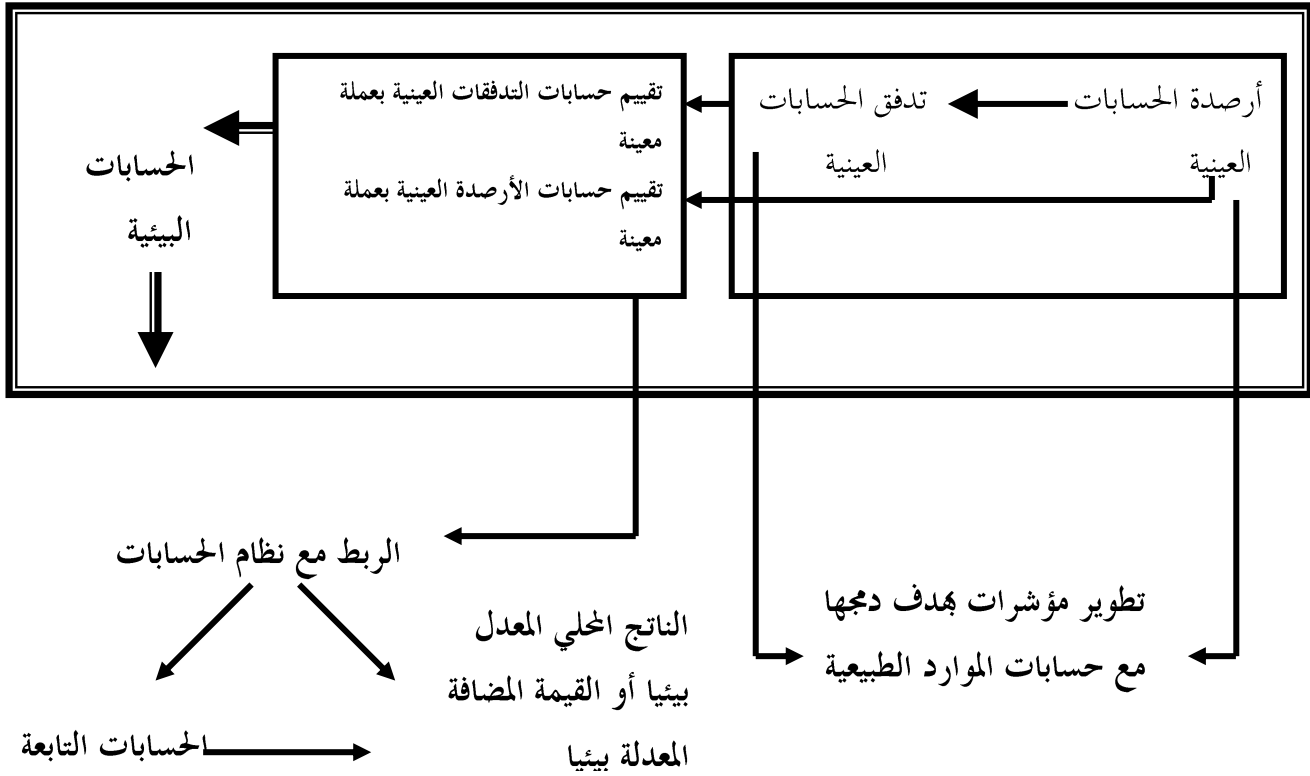 أرصدة الحسابات
العينية
تدفق الحسابات
العينية
تقييم حسابات التدفقات العينية بعملة
معينة
تقييم حسابات الأرصدة العينية بعملة
معينة
الحسابات
البيئية
الربط مع نظام الحسابات
تطوير مؤشرات بهدف دمجها
مع حسابات الموارد الطبيعية
الناتج المحلي المعدل
بيئيا أو القيمة المضافة
المعدلة بيئيا
الحسابات التابعة